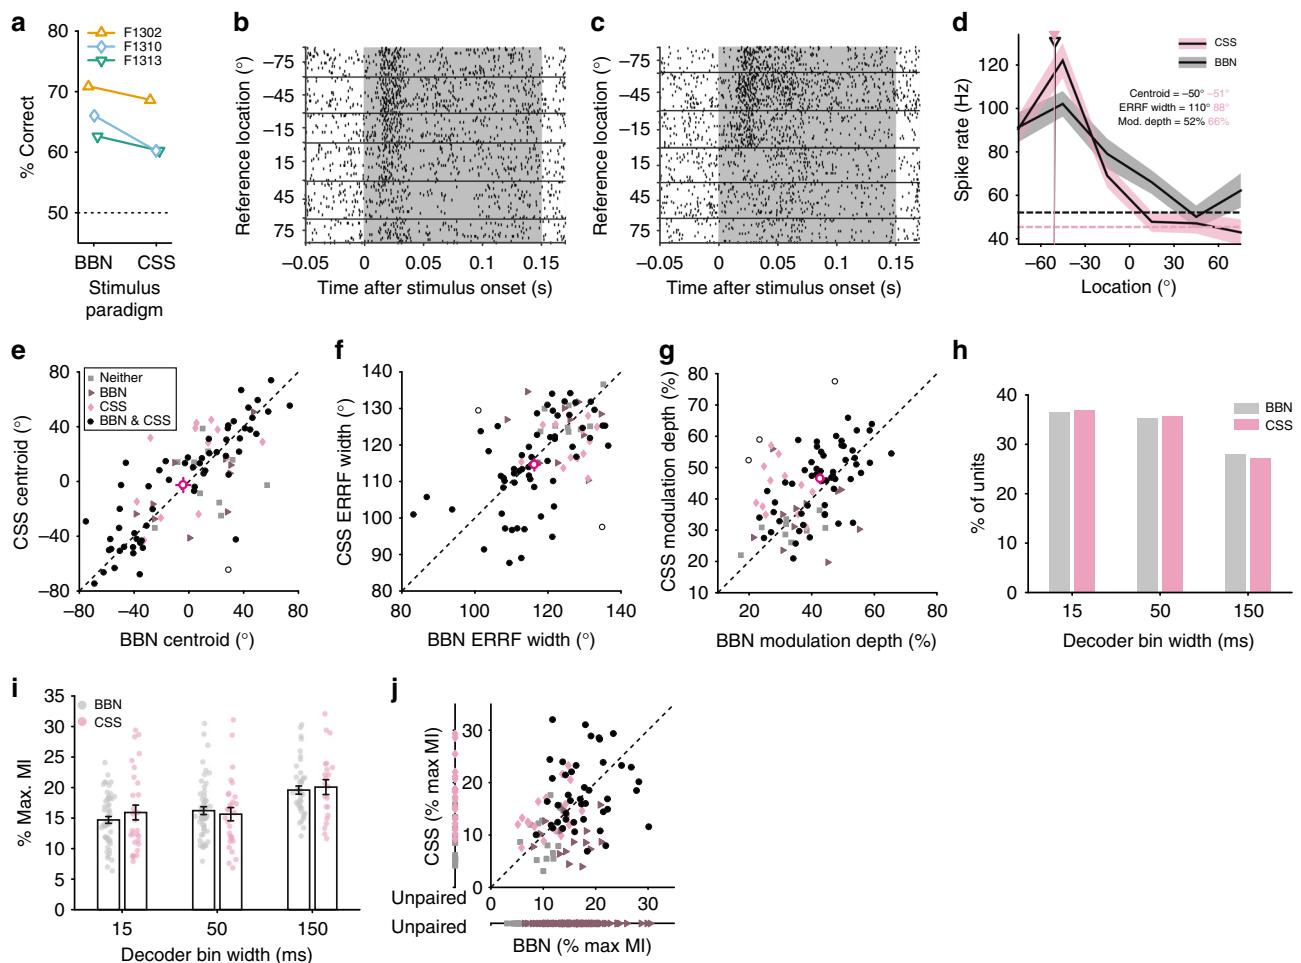 a
80
70
60
50
% Correct
F1302
F1310
F1313
BBN CSS
Stimulus
paradigm
b
Reference location (°)
−75
−45
−15
15
45
75
−0.05 0 0.05 0.1 0.15
Time after stimulus onset (s)
c
Reference location (°)
−75
−45
−15
15
45
75
−0.05 0 0.05 0.1 0.15
Time after stimulus onset (s)
d
Spike rate (Hz)
120
100
80
60
40
CSS
BBN
Centroid = −50° −51°
ERRF width = 110° 88°
Mod. depth = 52% 66%
−60 −30 0 30 60
Location (°)
e
CSS centroid (°)
80
40
0
−40
−80
Neither
BBN
CSS
BBN & CSS
−80 −40 0 40 80
BBN centroid (°)
f
CSS ERRF width (°)
140
130
120
110
100
90
80
80 100 120 140
BBN ERRF width (°)
g
CSS modulation depth (%)
80
70
60
50
40
30
20
10
20 40 60 80
BBN modulation depth (%)
h
% of units
40
30
20
10
0
BBN
CSS
15 50 150
Decoder bin width (ms)
i
% Max. MI
35
30
25
20
15
10
5
0
BBN
CSS
15 50 150
Decoder bin width (ms)
j
CSS (% max MI)
30
20
10
0
Unpaired
0 10 20 30
Unpaired
BBN (% max MI)